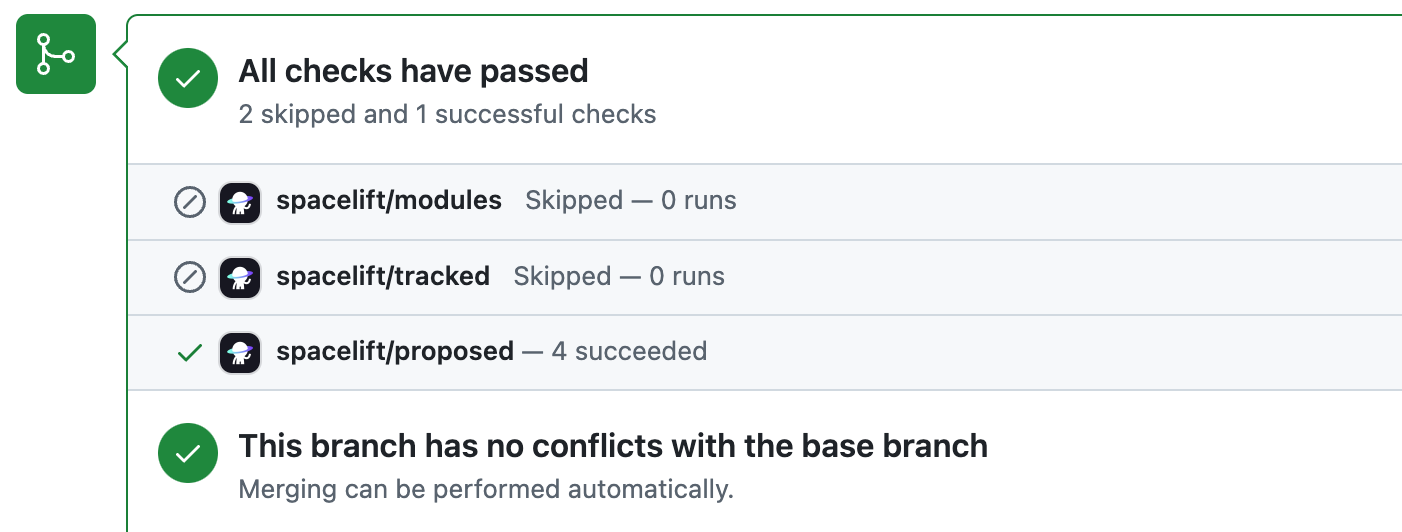 All checks have passed
2 skipped and 1 successful checks
spacelift/modules Skipped — 0 runs
spacelift/tracked Skipped — 0 runs
spacelift/proposed — 4 succeeded
This branch has no conflicts with the base branch
Merging can be performed automatically.